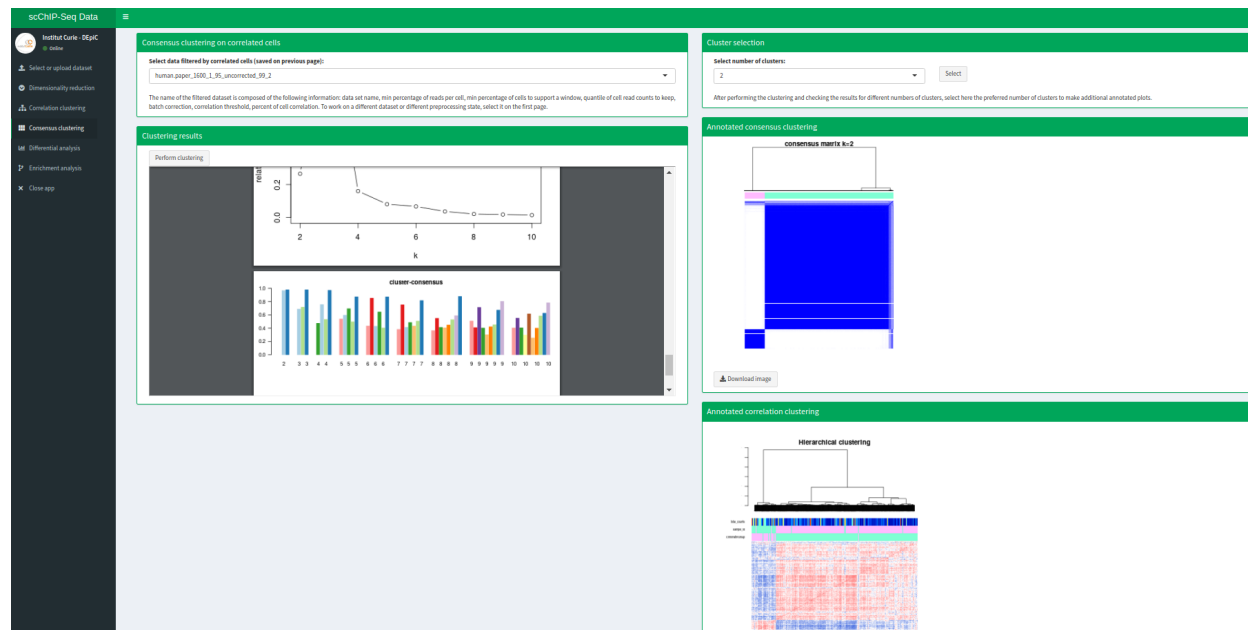 scChIP-Seq Data
Institut Curie - DEpiC
Online
Select or upload dataset
Dimensionality reduction
Correlation clustering
Consensus clustering
Differential analysis
Enrichment analysis
Close app
Consensus clustering on correlated cells
Select data filtered by correlated cells (saved on previous page):
human.paper_1600_1_95_uncorrected_99_2
The name of the filtered dataset is composed of the following information: data set name, min percentage of reads per cell, min percentage of cells to support a window, quantile of cell read counts to keep,
batch correction, correlation threshold, percent of cell correlation. To work on a different dataset or different preprocessing state, select it on the first page.
Clustering results
Perform clustering
relat
0.2
0.0
2 4 6 8 10
k
cluster-consensus
1.0
0.8
0.6
0.4
0.2
0.0
2 3 3 4 4 5 5 5 6 6 6 7 7 7 7 8 8 8 8 9 9 9 9 9 10 10 10 10
Cluster selection
Select number of clusters:
2
Select
After performing the clustering and checking the results for different numbers of clusters, select here the preferred number of clusters to make additional annotated plots.
Annotated consensus clustering
consensus matrix k=2
Download image
Annotated correlation clustering
Hierarchical clustering